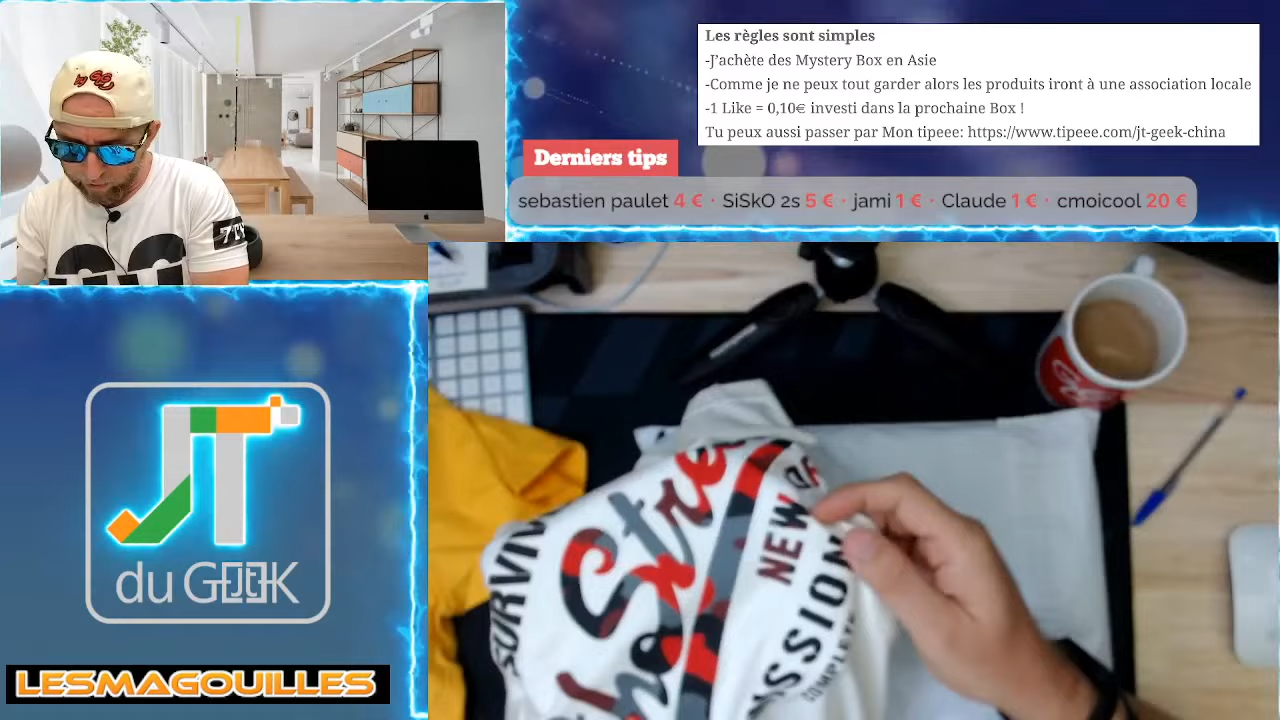 Les règles sont simples
-J'achète des Mystery Box en Asie
-Comme je ne peux tout garder alors les produits iront à une association locale
-1 Like = 0,10€ investi dans la prochaine Box !
Tu peux aussi passer par Mon tipeee: https://www.tipeee.com/jt-geek-china
Derniers tips
sebastien paulet 4 € · SiSkO 2s 5 € · jami 1 € · Claude 1 € · cmoicool 20 €
JT
du GEEK
LESMAGOUILLES
NEW